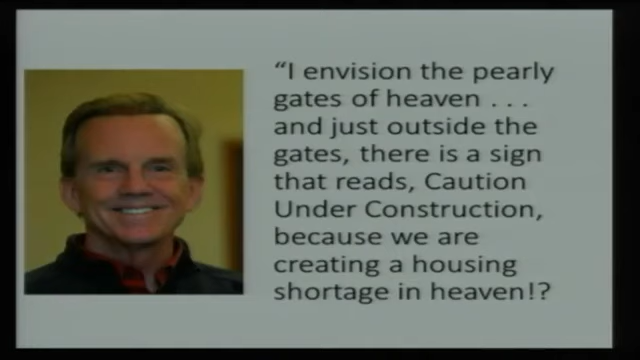 “I envision the pearly
gates of heaven . . .
and just outside the
gates, there is a sign
that reads, Caution
Under Construction,
because we are
creating a housing
shortage in heaven!?